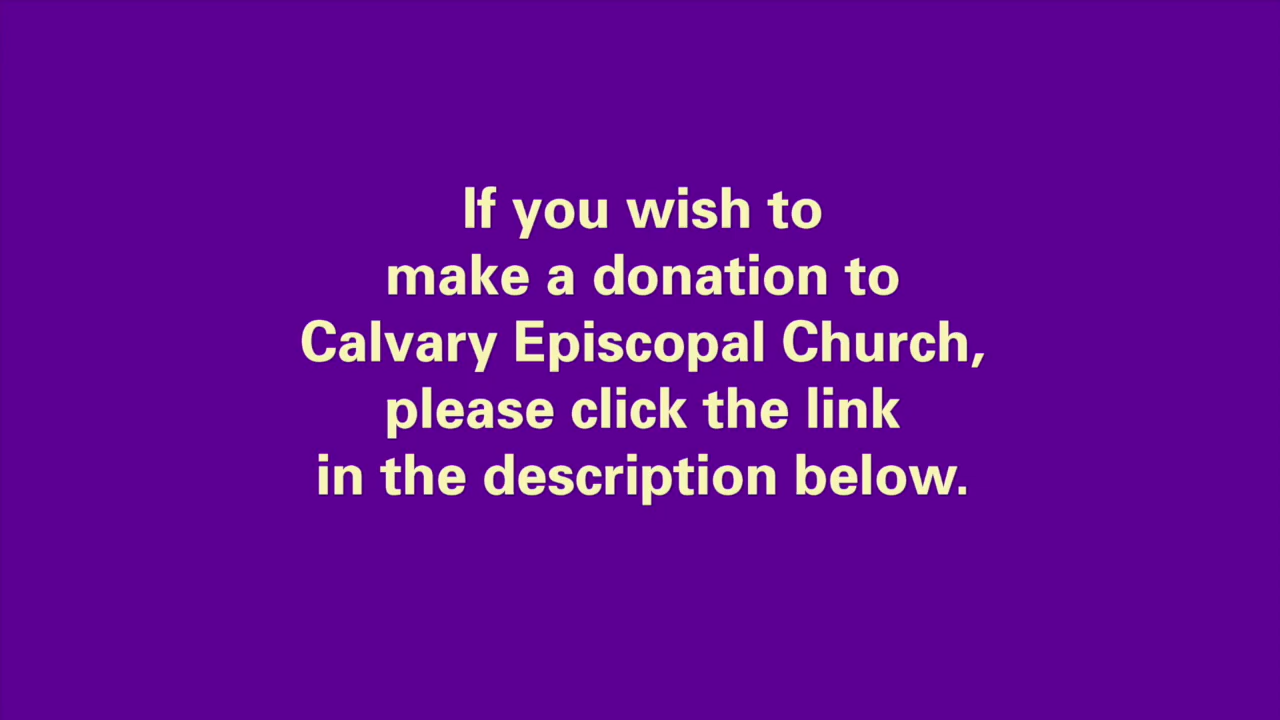 If you wish to
make a donation to
Calvary Episcopal Church,
please click the link
in the description below.